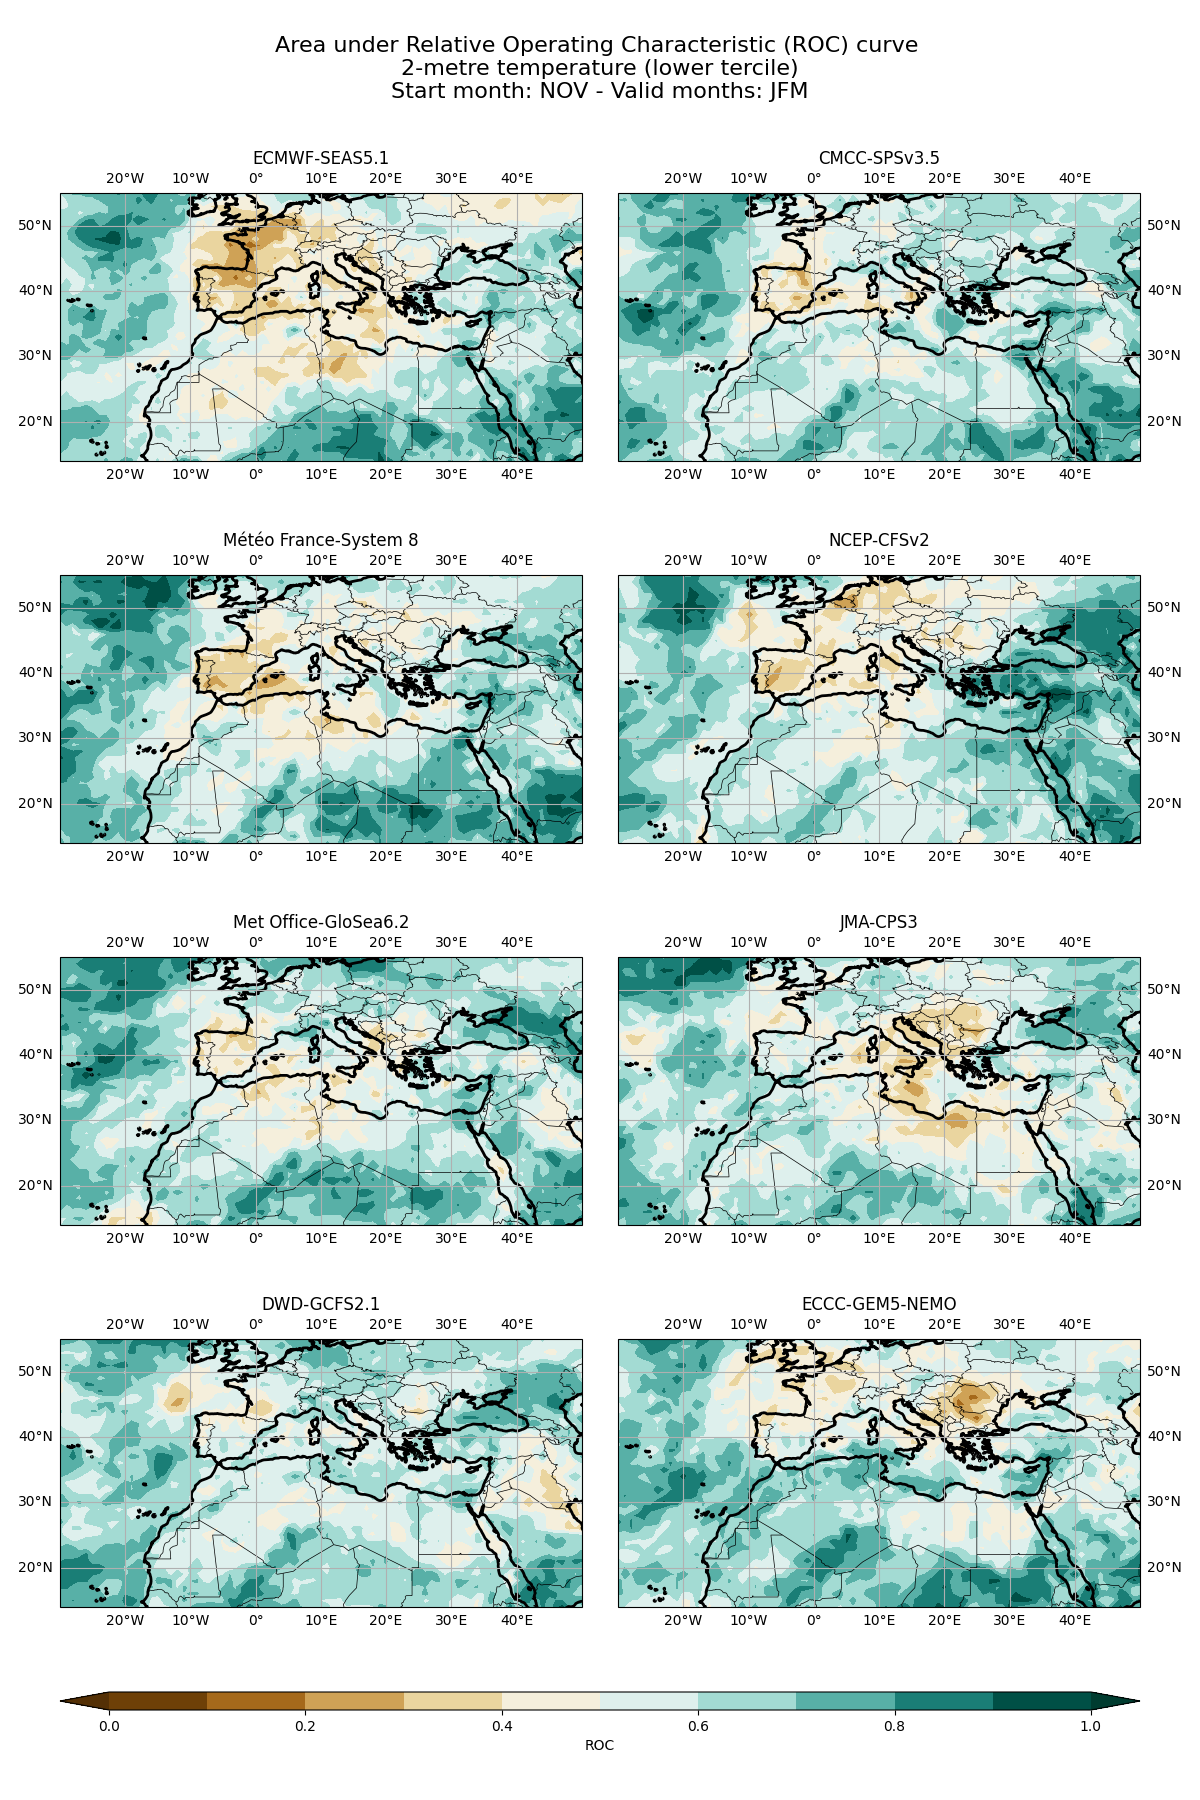 Area under Relative Operating Characteristic (ROC) curve
2-metre temperature (lower tercile)
Start month: NOV - Valid months: JFM
ECMWF-SEAS5.1
20°W 10°W 0° 10°E 20°E 30°E 40°E
50°N
40°N
30°N
20°N
20°W 10°W 0° 10°E 20°E 30°E 40°E
CMCC-SPSv3.5
20°W 10°W 0° 10°E 20°E 30°E 40°E
50°N
40°N
30°N
20°N
20°W 10°W 0° 10°E 20°E 30°E 40°E
Météo France-System 8
20°W 10°W 0° 10°E 20°E 30°E 40°E
50°N
40°N
30°N
20°N
20°W 10°W 0° 10°E 20°E 30°E 40°E
NCEP-CFSv2
20°W 10°W 0° 10°E 20°E 30°E 40°E
50°N
40°N
30°N
20°N
20°W 10°W 0° 10°E 20°E 30°E 40°E
Met Office-GloSea6.2
20°W 10°W 0° 10°E 20°E 30°E 40°E
50°N
40°N
30°N
20°N
20°W 10°W 0° 10°E 20°E 30°E 40°E
JMA-CPS3
20°W 10°W 0° 10°E 20°E 30°E 40°E
50°N
40°N
30°N
20°N
20°W 10°W 0° 10°E 20°E 30°E 40°E
DWD-GCFS2.1
20°W 10°W 0° 10°E 20°E 30°E 40°E
50°N
40°N
30°N
20°N
20°W 10°W 0° 10°E 20°E 30°E 40°E
ECCC-GEM5-NEMO
20°W 10°W 0° 10°E 20°E 30°E 40°E
50°N
40°N
30°N
20°N
20°W 10°W 0° 10°E 20°E 30°E 40°E
0.0 0.2 0.4 0.6 0.8 1.0
ROC